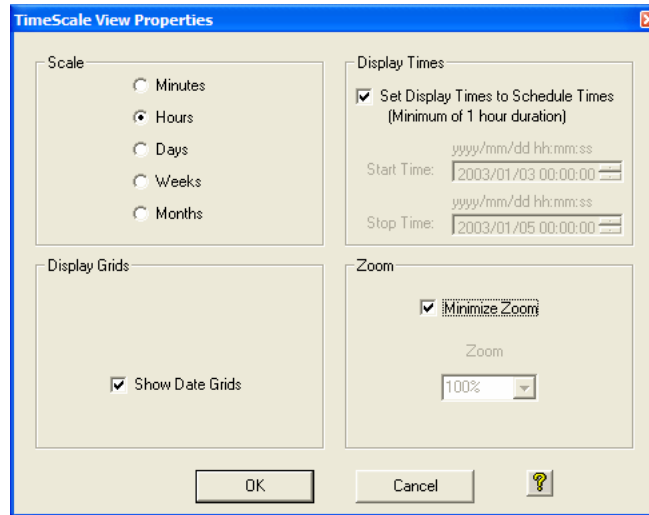 TimeScale View Properties
Scale
Minutes
Hours
Days
Weeks
Months
Display Times
Set Display Times to Schedule Times
(Minimum of 1 hour duration)
yyyy/mm/dd hh:mm:ss
Start Time: 2003/01/03 00:00:00
yyyy/mm/dd hh:mm:ss
Stop Time: 2003/01/05 00:00:00
Display Grids
Show Date Grids
Zoom
Minimize Zoom
Zoom
100%
OK
Cancel
?